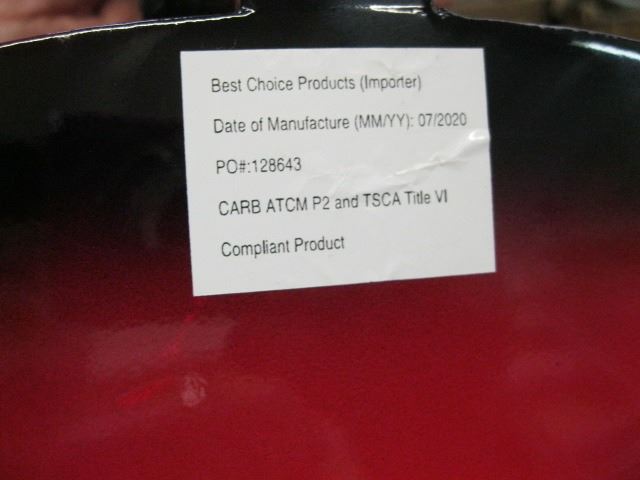 Best Choice Products (Importer)
Date of Manufacture (MM/YY): 07/2020
PO#:128643
CARB ATCM P2 and TSCA Title VI
Compliant Product